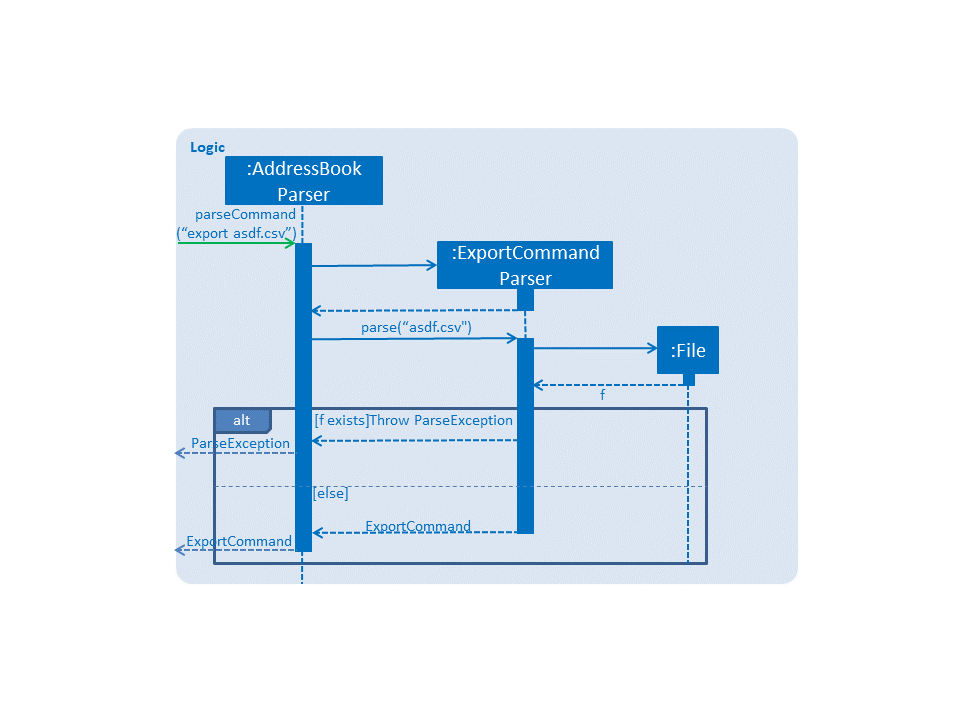 Logic
:AddressBook
Parser
parseCommand
(“export asdf.csv”)
:ExportCommand
Parser
parse(“asdf.csv")
:File
f
alt
[f exists]Throw ParseException
ParseException
[else]
ExportCommand
ExportCommand